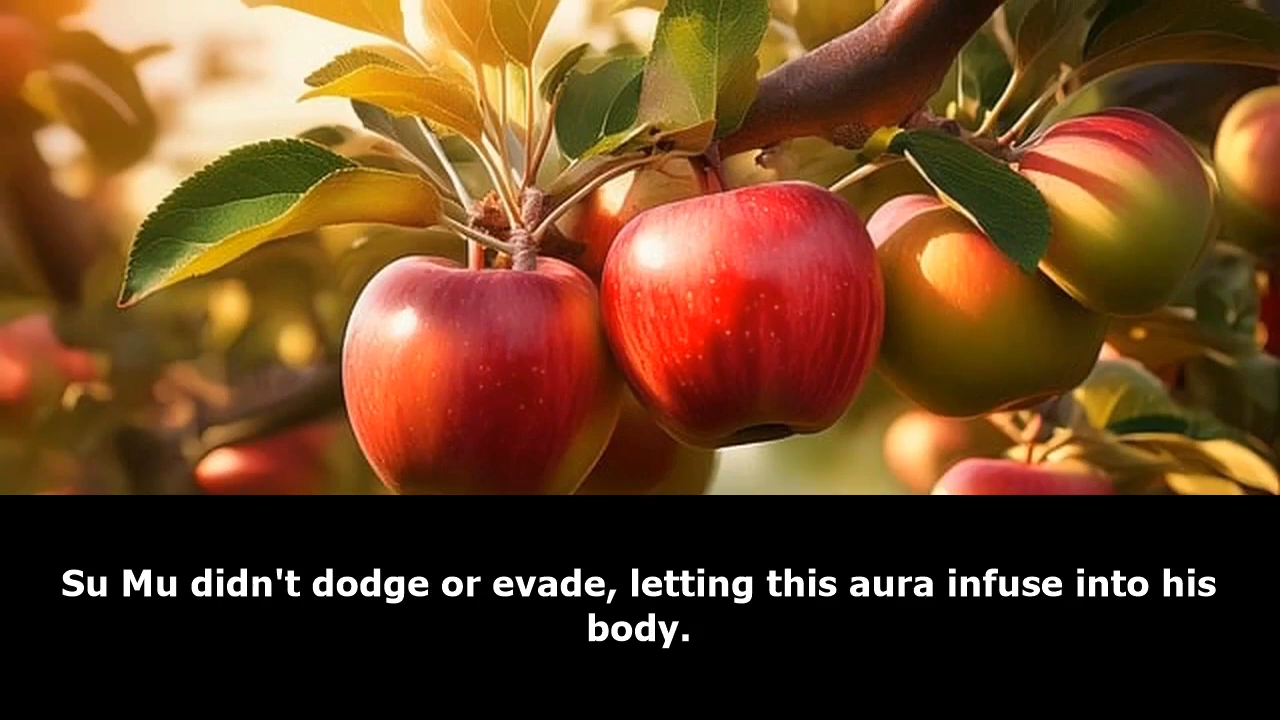 Su Mu didn't dodge or evade, letting this aura infuse into his
body.